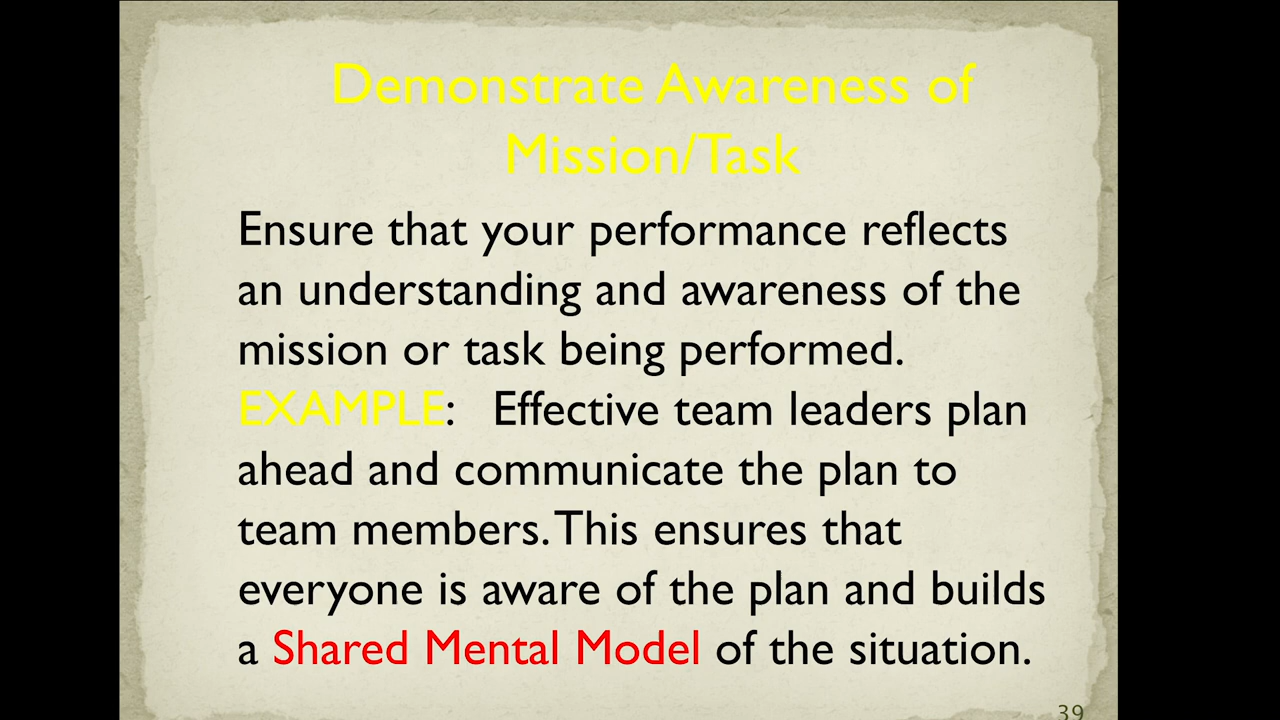 Demonstrate Awareness of
Mission/Task
Ensure that your performance reflects
an understanding and awareness of the
mission or task being performed.
EXAMPLE:   Effective team leaders plan
ahead and communicate the plan to
team members. This ensures that
everyone is aware of the plan and builds
a Shared Mental Model of the situation.
39